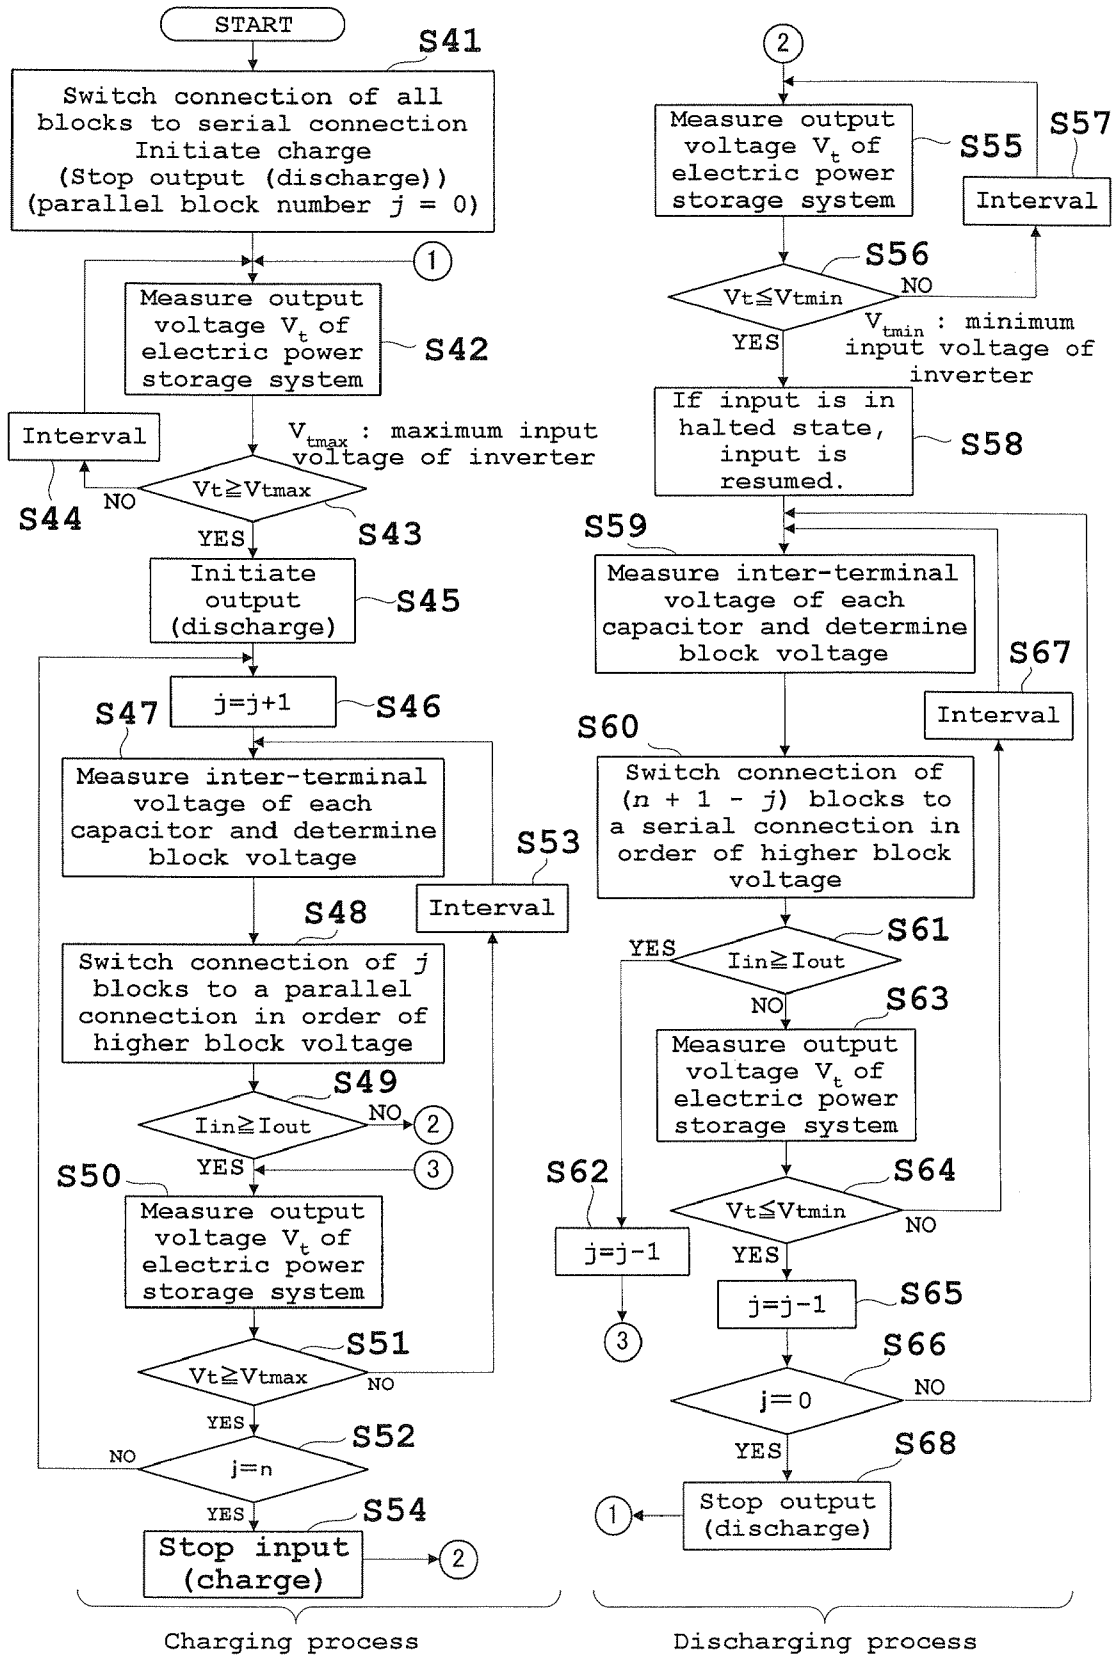 START
S41
Switch connection of all
blocks to serial connection
Initiate charge
(Stop output (discharge))
(parallel block number j = 0)
1
Measure output
voltage Vt of
electric power
storage system
S42
Interval
S44
Vtmax : maximum input
voltage of inverter
Vt≧Vtmax
NO
S43
YES
Initiate
output
(discharge)
S45
j=j+1
S46
S47
Measure inter-terminal
voltage of each
capacitor and determine
block voltage
S53
Interval
S48
Switch connection of j
blocks to a parallel
connection in order of
higher block voltage
S49
Iin≧Iout
NO
2
YES
3
S50
Measure output
voltage Vt of
electric power
storage system
S51
Vt≧Vtmax
NO
YES
S52
NO
j=n
YES
S54
Stop input
(charge)
2
Charging process
2
Measure output
voltage Vt of
electric power
storage system
S55
S57
Interval
S56
Vt≦Vtmin
NO
YES
Vtmin : minimum
input voltage of
inverter
If input is in
halted state,
input is
resumed.
S58
S59
Measure inter-terminal
voltage of each
capacitor and determine
block voltage
S67
Interval
S60
Switch connection of
(n + 1 - j) blocks to
a serial connection in
order of higher block
voltage
S61
YES
Iin≧Iout
NO
S63
Measure output
voltage Vt of
electric power
storage system
S62
j=j-1
3
S64
Vt≦Vtmin
NO
YES
j=j-1
S65
S66
j=0
NO
YES
S68
Stop output
(discharge)
1
Discharging process